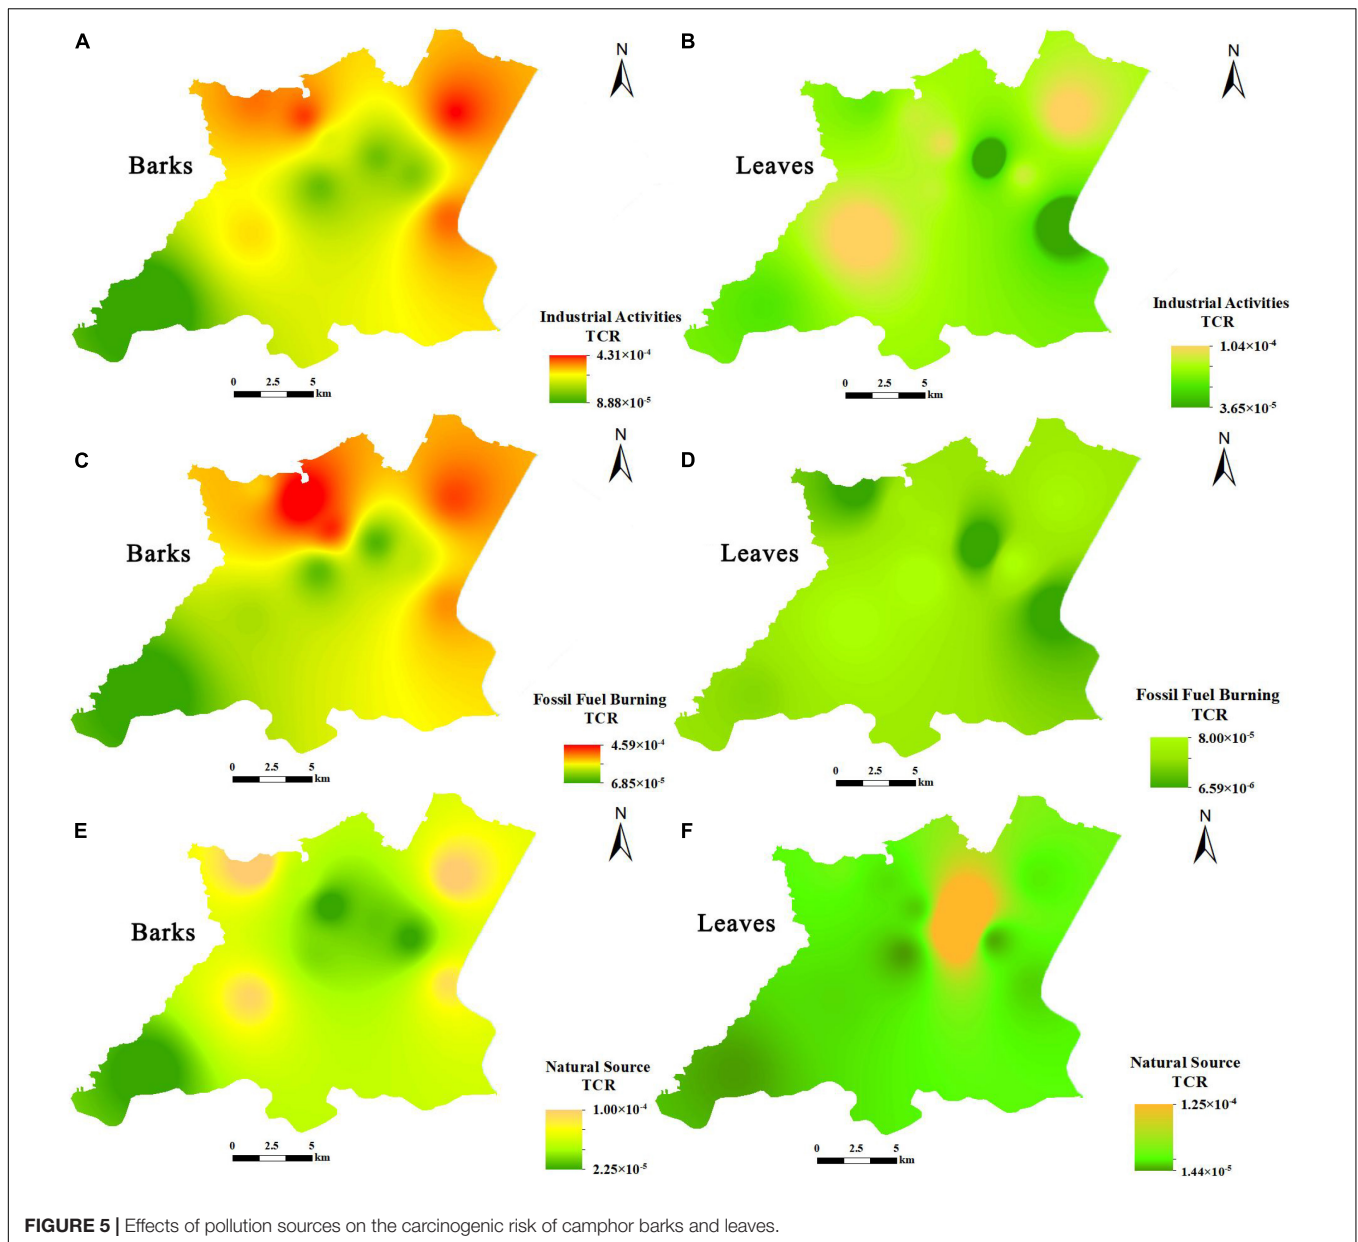 A
N
Barks
Industrial Activities
TCR
4.31×10⁻⁴
8.88×10⁻⁵
0 2.5 5
km
B
N
Leaves
Industrial Activities
TCR
1.04×10⁻⁴
3.65×10⁻⁵
0 2.5 5
km
C
N
Barks
Fossil Fuel Burning
TCR
4.59×10⁻⁴
6.85×10⁻⁵
0 2.5 5
km
D
N
Leaves
Fossil Fuel Burning
TCR
8.00×10⁻⁵
6.59×10⁻⁶
0 2.5 5
km
E
N
Barks
Natural Source
TCR
1.00×10⁻⁴
2.25×10⁻⁵
0 2.5 5
km
F
N
Leaves
Natural Source
TCR
1.25×10⁻⁴
1.44×10⁻⁵
0 2.5 5
km
FIGURE 5 | Effects of pollution sources on the carcinogenic risk of camphor barks and leaves.